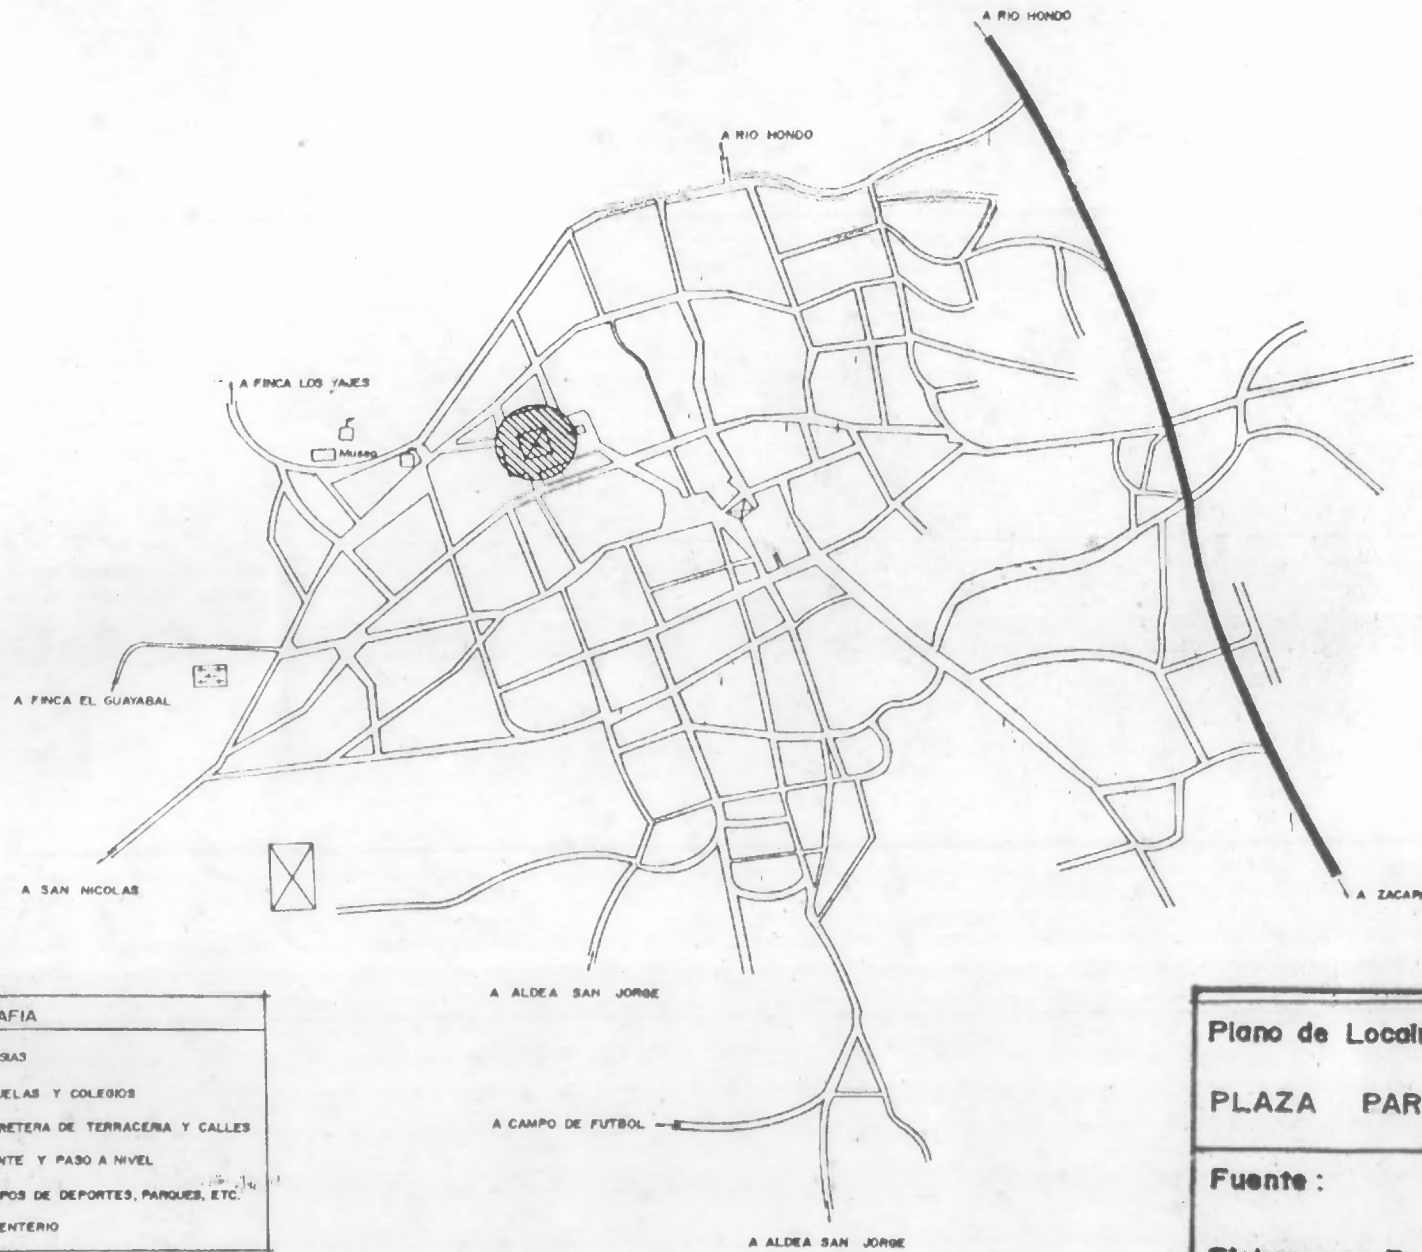 A RIO HONDO
A RIO HONDO
A FINCA LOS YAJES
Museo
A FINCA EL GUAYABAL
A SAN NICOLAS
A ZACAPA
A ALDEA SAN JORGE
A CAMPO DE FUTBOL
A ALDEA SAN JORGE
AFIA
SIAS
UELAS Y COLEGIOS
RETERA DE TERRACERIA Y CALLES
NTE Y PASO A NIVEL
POS DE DEPORTES, PARQUES, ETC.
ENTERIO
Plano de Local
PLAZA PAR
Fuente :